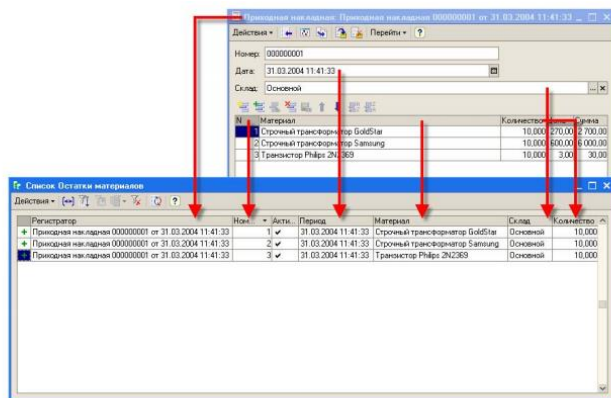 Приходная накладная: Приходная накладная 000000001 от 31.03.2004 11:41:33
Действия Перейти ?
Номер: 000000001
Дата: 31.03.2004 11:41:33
Склад: Основной
N Материал Количество Цена Сумма
1 Строчный трансформатор GoldStar 10,000 270,00 2 700,00
2 Строчный трансформатор Samsung 10,000 600,00 6 000,00
3 Транзистор Philips 2N2369 10,000 3,00 30,00
Список Остатки материалов
Действия ?
Регистратор Ном... Акти... Период Материал Склад Количество
Приходная накладная 000000001 от 31.03.2004 11:41:33 1 31.03.2004 11:41:33 Строчный трансформатор GoldStar Основной 10,000
Приходная накладная 000000001 от 31.03.2004 11:41:33 2 31.03.2004 11:41:33 Строчный трансформатор Samsung Основной 10,000
Приходная накладная 000000001 от 31.03.2004 11:41:33 3 31.03.2004 11:41:33 Транзистор Philips 2N2369 Основной 10,000